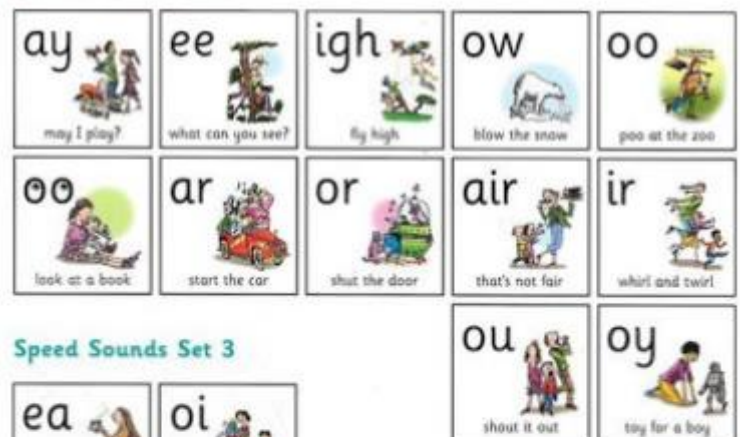 ay ee igh ow oo
may I play? what can you see? fly high blow the snow poo at the zoo
oo ar or air ir
look at a book start the car shut the door that's not fair whirl and twirl
ou oy
shout it out toy for a boy
Speed Sounds Set 3
ea oi